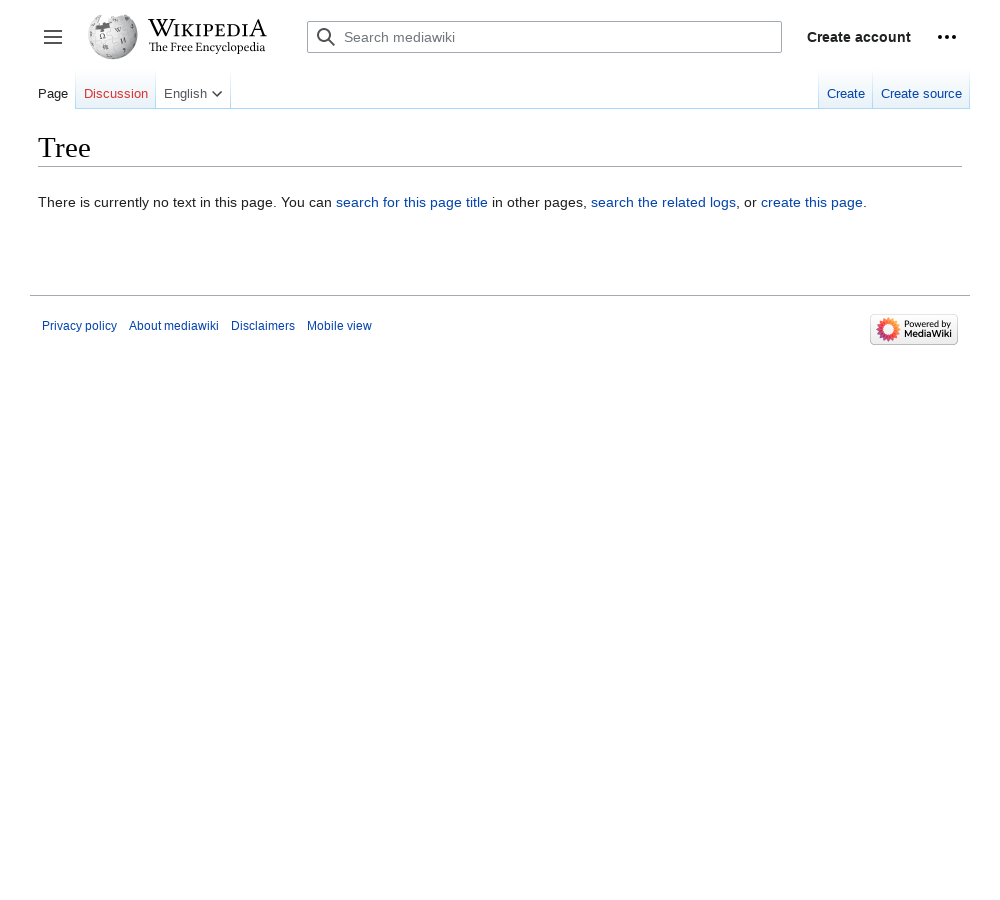 WIKIPEDIA
The Free Encyclopedia
Search mediawiki
Create account
Page
Discussion
English
Create
Create source
Tree
There is currently no text in this page. You can search for this page title in other pages, search the related logs, or create this page.
Privacy policy
About mediawiki
Disclaimers
Mobile view
Powered by
MediaWiki